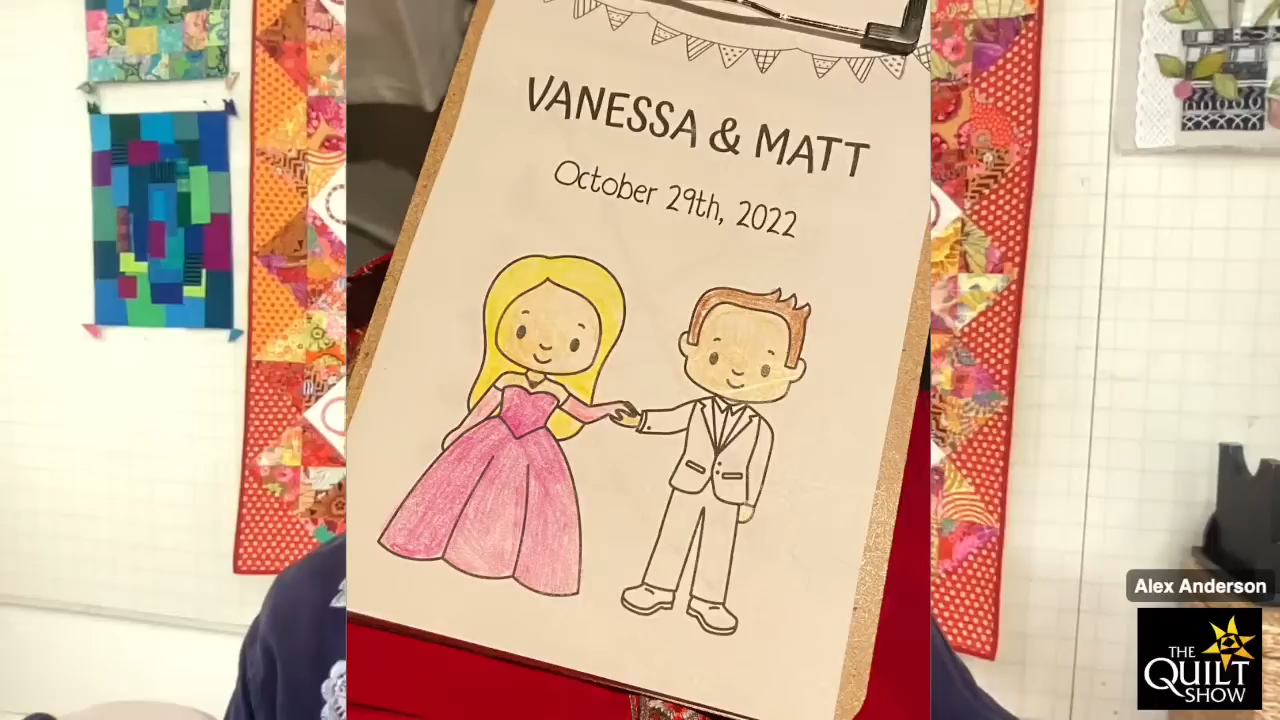 VANESSA & MATT
October 29th, 2022
Alex Anderson
THE
QUILT
SHOW